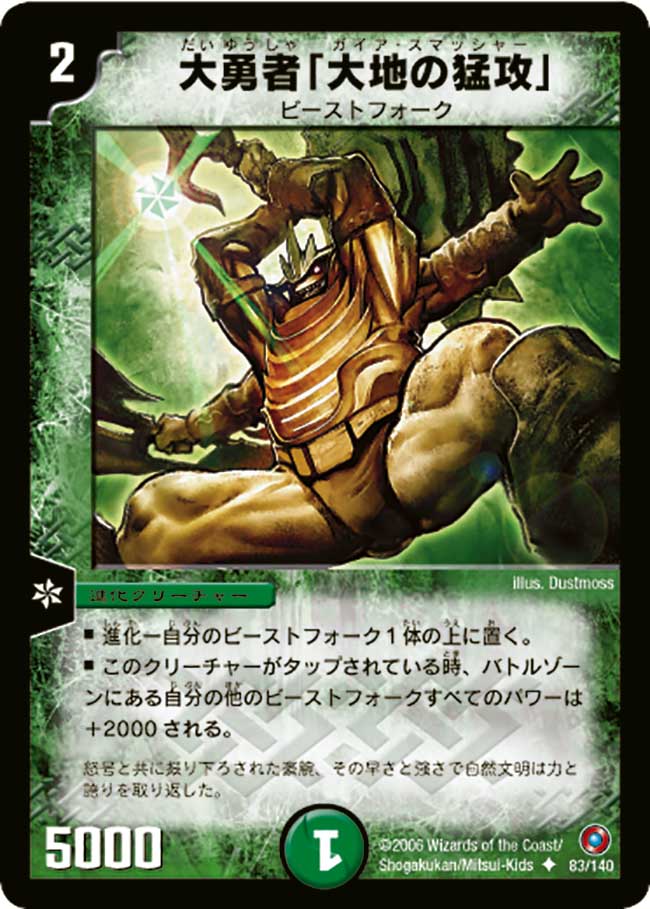 2
だいゆうしゃ ガイア・スマッシャー
大勇者「大地の猛攻」
ビーストフォーク
illus. Dustmoss
進化クリーチャー
■ 進化ー自分のビーストフォーク1体の上に置く。
■ このクリーチャーがタップされている時、バトルゾー
ンにある自分の他のビーストフォークすべてのパワーは
+2000 される。
怒号と共に振り下ろされた豪腕、その早さと強さで自然文明は力と
誇りを取り返した。
5000
1
©2006 Wizards of the Coast/
Shogakukan/Mitsui-Kids ♦ 83/140